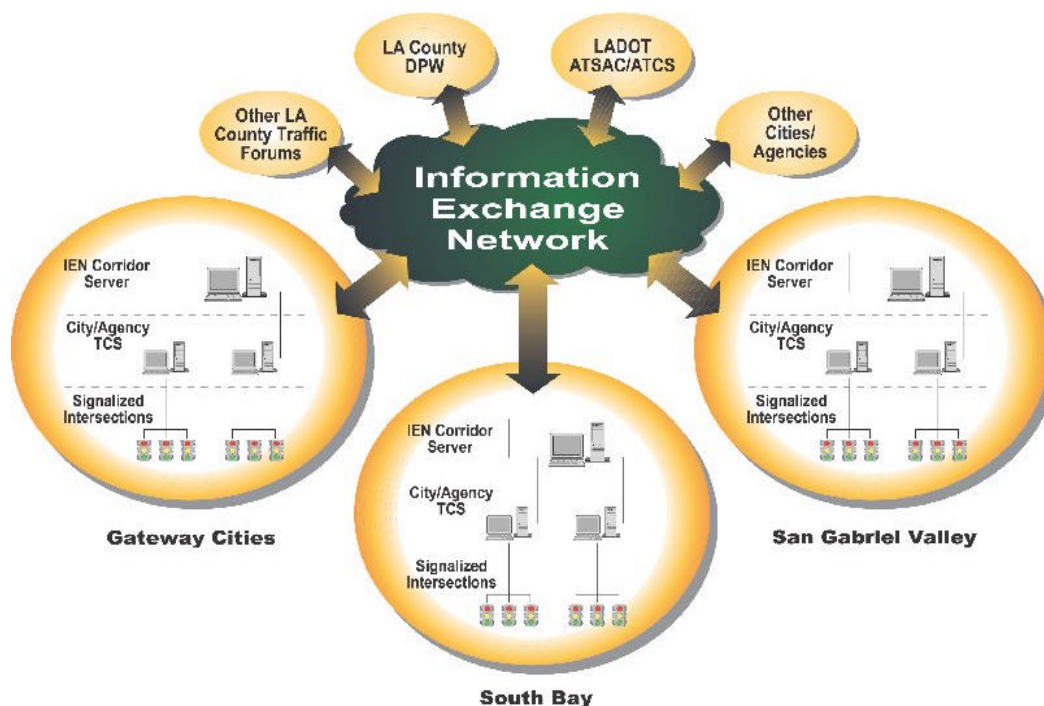 LA County
DPW
LADOT
ATSAC/ATCS
Other LA
County Traffic
Forums
Other
Cities/
Agencies
Information
Exchange
Network
IEN Corridor
Server
City/Agency
TCS
Signalized
Intersections
Gateway Cities
IEN Corridor
Server
City/Agency
TCS
Signalized
Intersections
South Bay
IEN Corridor
Server
City/Agency
TCS
Signalized
Intersections
San Gabriel Valley